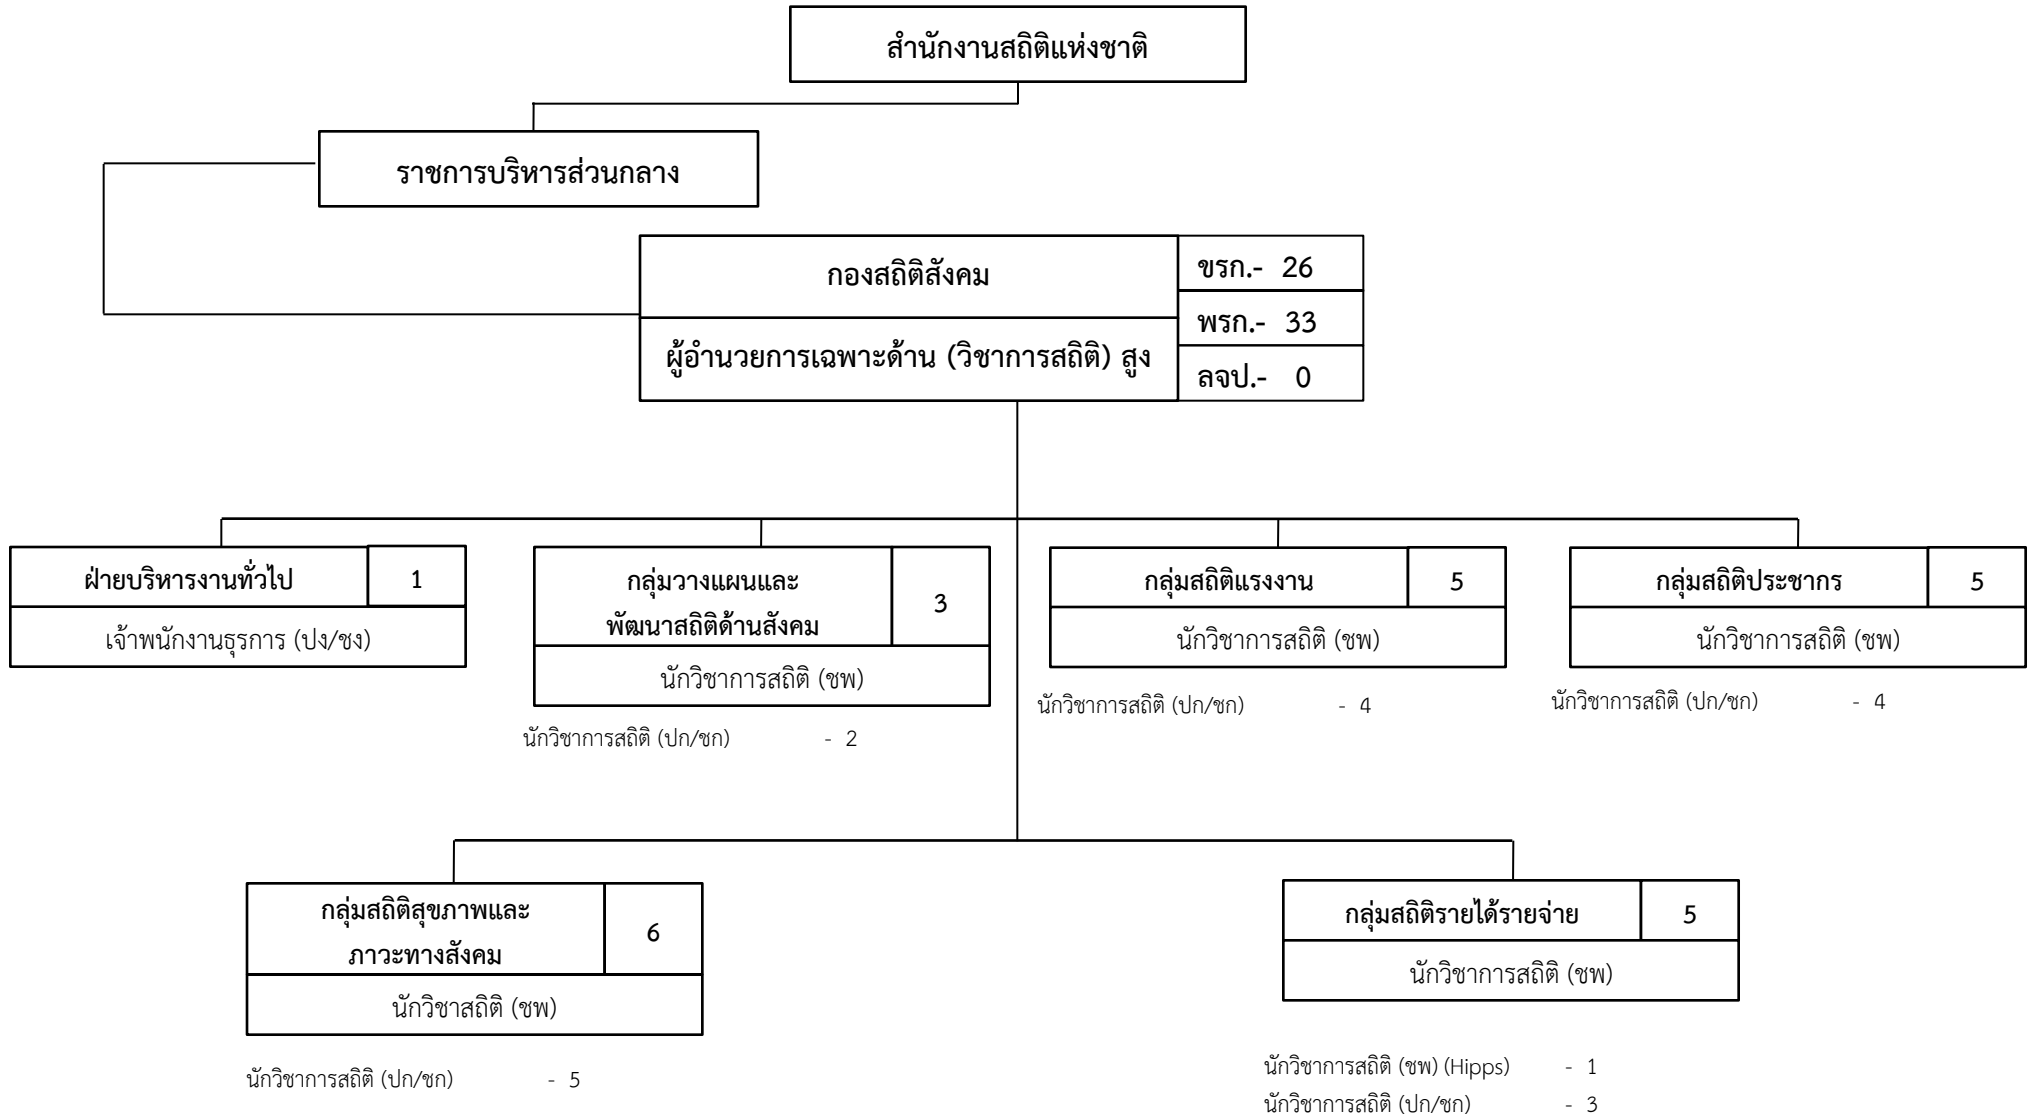 สำนักงานสถิติแห่งชาติ
ราชการบริหารส่วนกลาง
กองสถิติสังคม
ขรก.- 26
พรก.- 33
ผู้อำนวยการเฉพาะด้าน (วิชาการสถิติ) สูง
ลจป.- 0
ฝ่ายบริหารงานทั่วไป 1
เจ้าพนักงานธุรการ (ปง/ชง)
กลุ่มวางแผนและ
พัฒนาสถิติด้านสังคม
3
นักวิชาการสถิติ (ชพ)
นักวิชาการสถิติ (ปก/ชก) - 2
กลุ่มสถิติแรงงาน 5
นักวิชาการสถิติ (ชพ)
นักวิชาการสถิติ (ปก/ชก) - 4
กลุ่มสถิติประชากร 5
นักวิชาการสถิติ (ชพ)
นักวิชาการสถิติ (ปก/ชก) - 4
กลุ่มสถิติสุขภาพและ
ภาวะทางสังคม
6
นักวิชาสถิติ (ชพ)
นักวิชาการสถิติ (ปก/ชก) - 5
กลุ่มสถิติรายได้รายจ่าย 5
นักวิชาการสถิติ (ชพ)
นักวิชาการสถิติ (ชพ) (Hipps) - 1
นักวิชาการสถิติ (ปก/ชก) - 3